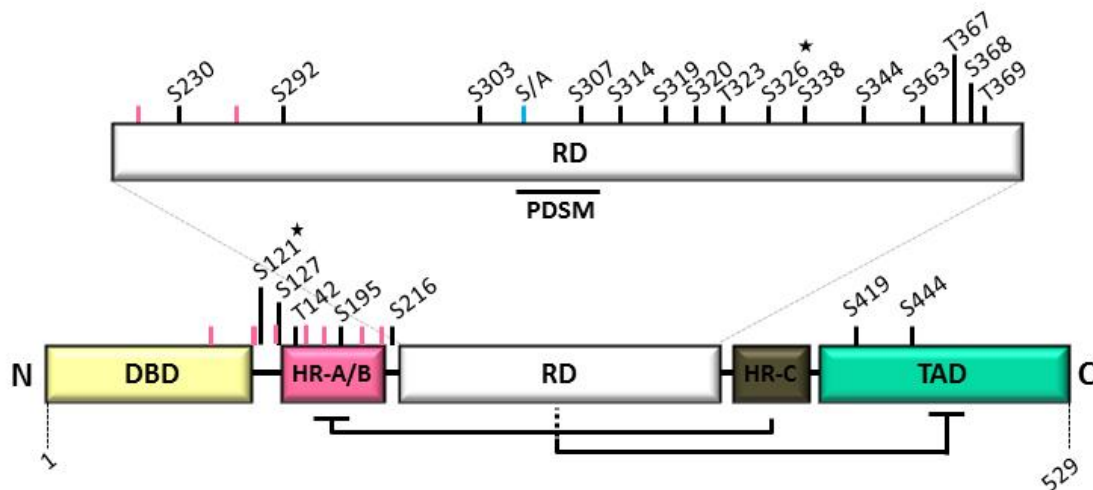 S230
S292
S303
S/A
S307
S314
S319
S320
T323
S326
★
S338
S344
S363
T367
S368
T369
RD
PDSM
S121★
S127
T142
S195
S216
S419
S444
N
DBD
HR-A/B
RD
HR-C
TAD
C
1
529